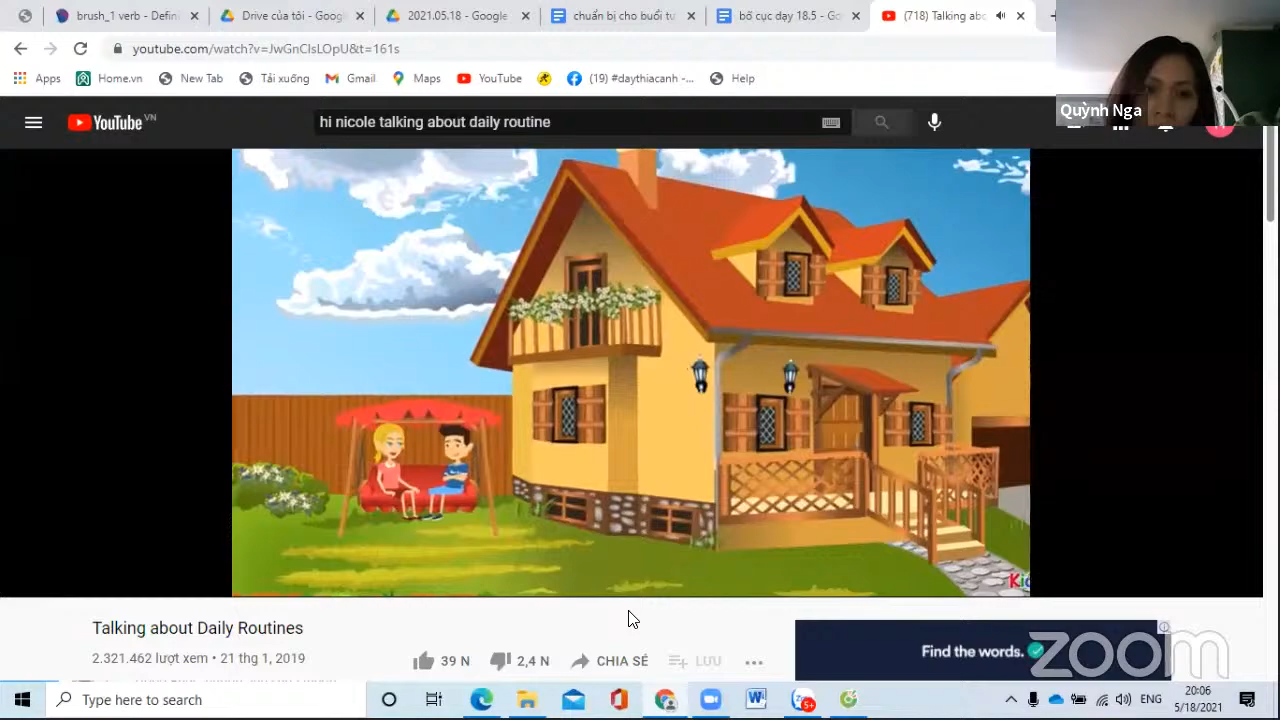 brush_1 verb - Defin
Drive của tôi - Googl
2021.05.18 - Google
chuẩn bị cho buổi tư
bố cục dạy 18.5 - Go
(718) Talking abo
youtube.com/watch?v=JwGnCIsLOpU&t=161s
Apps
Home.vn
New Tab
Tải xuống
Gmail
Maps
YouTube
(19) #daythiacanh -...
Help
Quỳnh Nga
YouTube VN
hi nicole talking about daily routine
Talking about Daily Routines
2.321.462 lượt xem • 21 thg 1, 2019
39 N
2,4 N
CHIA SẺ
LƯU
Find the words.
zoom
Type here to search
5+
ENG
20:06
5/18/2021